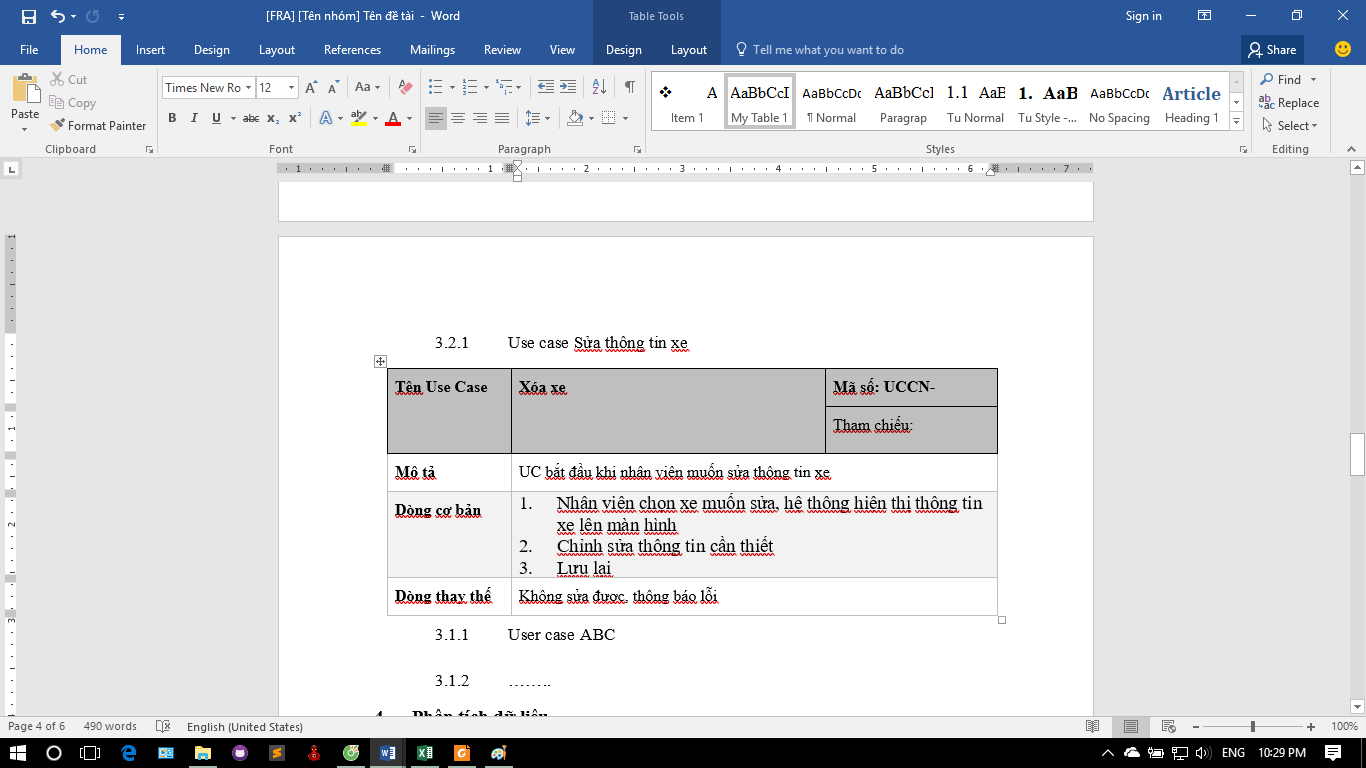 [FRA] [Tên nhóm] Tên đề tài - Word
Table Tools
Sign in
File Home Insert Design Layout References Mailings Review View Design Layout Tell me what you want to do Share
Paste
Cut
Copy
Format Painter
Clipboard
Times New Ro 12
B I U abc x₂ x²
Font
Paragraph
AaBbCcI AaBbCcDc AaBbCcI 1.1 AaE 1. AaB AaBbCcDc Article
Item 1 My Table 1 ¶ Normal Paragrap Tu Normal Tu Style -... No Spacing Heading 1
Styles
Find
Replace
Select
Editing
3.2.1 Use case Sửa thông tin xe
Tên Use Case Xóa xe Mã số: UCCN-
Tham chiếu:
Mô tả UC bắt đầu khi nhân viên muốn sửa thông tin xe
Dòng cơ bản
1. Nhân viên chọn xe muốn sửa, hệ thông hiên thị thông tin
xe lên màn hình
2. Chỉnh sửa thông tin cần thiết
3. Lưu lại
Dòng thay thế Không sửa được, thông báo lỗi
3.1.1 User case ABC
3.1.2 ……..
4. Phân tích dữ liệu
Page 4 of 6 490 words English (United States) 100%
ENG 10:29 PM